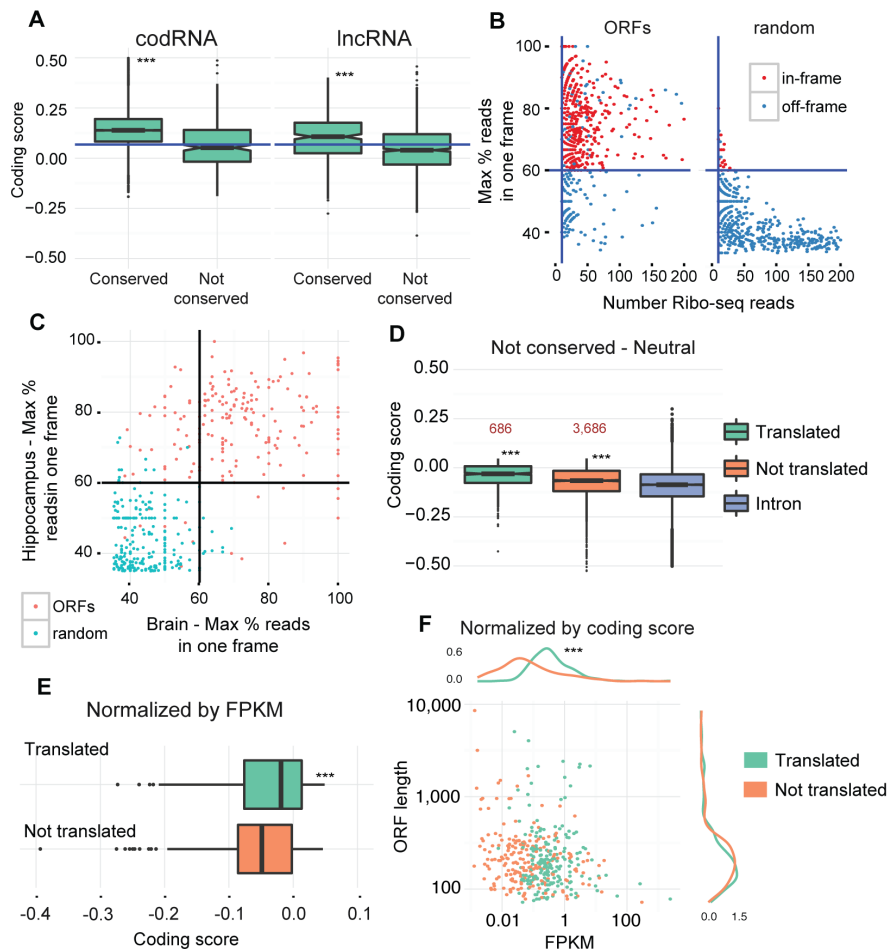 A
codRNA
lncRNA
0.50
0.25
0.00
−0.25
−0.50
Coding score
***
***
Conserved
Not
conserved
Conserved
Not
conserved
B
ORFs
random
100
80
60
40
Max % reads
in one frame
in-frame
off-frame
0 50 100 150 200
0 50 100 150 200
Number Ribo-seq reads
C
100
80
60
40
Hippocampus - Max %
readsin one frame
40 60 80 100
Brain - Max % reads
in one frame
ORFs
random
D
Not conserved - Neutral
0.50
0.25
0.00
−0.25
−0.50
Coding score
686
3,686
***
***
Translated
Not translated
Intron
E
Normalized by FPKM
Translated
***
Not translated
-0.4 -0.3 -0.2 -0.1 0.0 0.1
Coding score
F
Normalized by coding score
0.6
0.0
***
10,000
1,000
100
ORF length
0.01 1 100
FPKM
0.0 1.5
Translated
Not translated